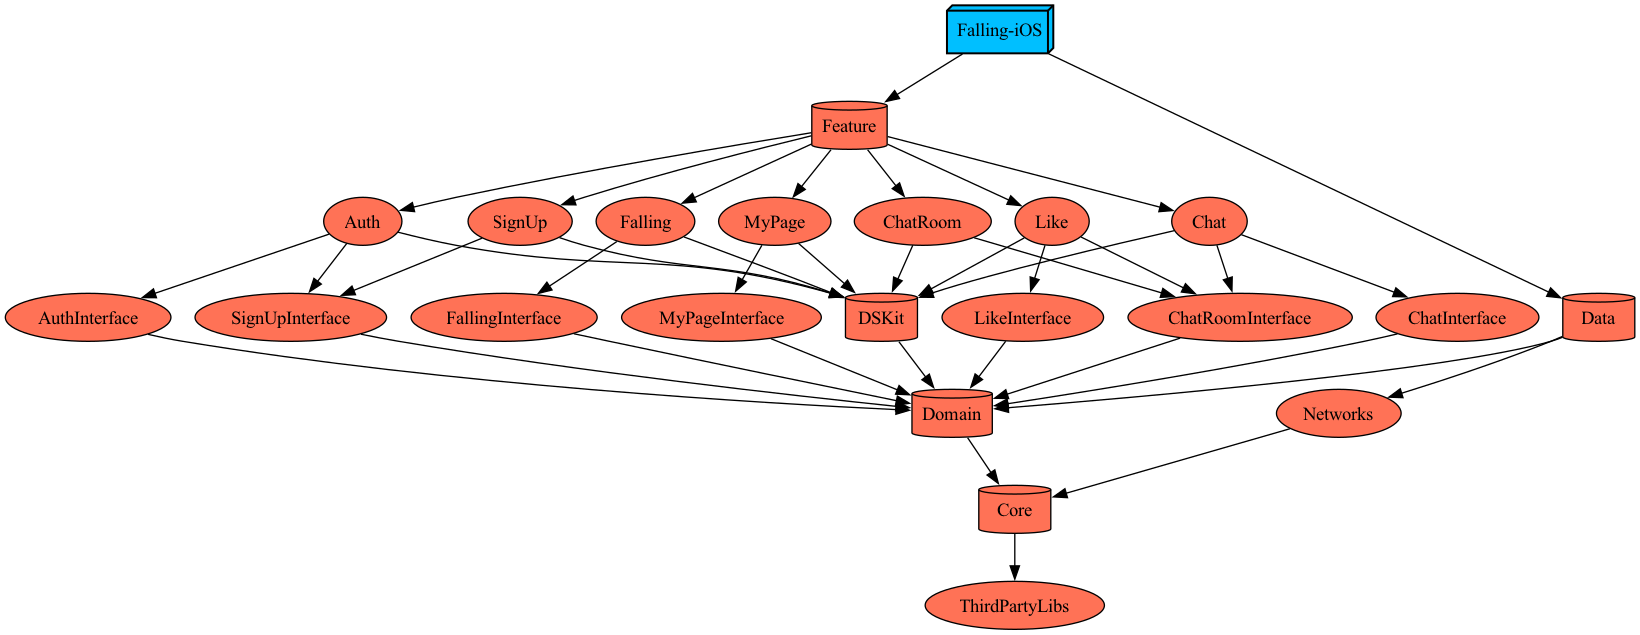 Falling-iOS
Feature
Auth
SignUp
Falling
MyPage
ChatRoom
Like
Chat
AuthInterface
SignUpInterface
FallingInterface
MyPageInterface
DSKit
LikeInterface
ChatRoomInterface
ChatInterface
Data
Domain
Networks
Core
ThirdPartyLibs